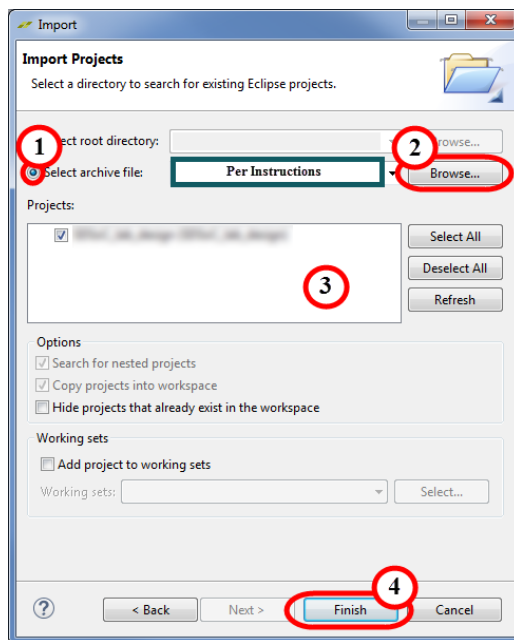 Import
Import Projects
Select a directory to search for existing Eclipse projects.
1
ect root directory:
2
rowse...
Select archive file:
Per Instructions
Browse...
Projects:
Select All
Deselect All
Refresh
3
Options
Search for nested projects
Copy projects into workspace
Hide projects that already exist in the workspace
Working sets
Add project to working sets
Working sets:
Select...
4
?
< Back
Next >
Finish
Cancel